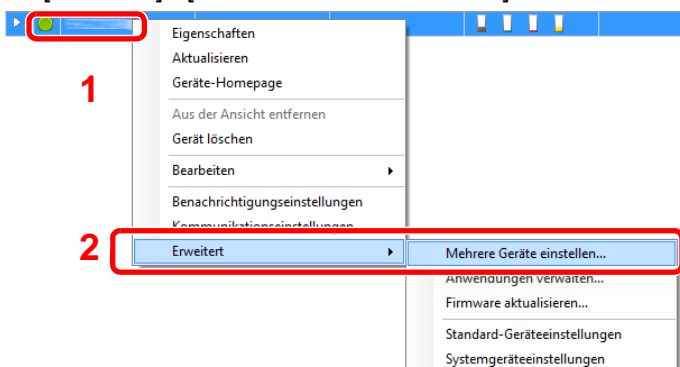 1
Eigenschaften
Aktualisieren
Geräte-Homepage
Aus der Ansicht entfernen
Gerät löschen
Bearbeiten
Benachrichtigungseinstellungen
Kommunikationseinstellungen
2
Erweitert
Mehrere Geräte einstellen...
Anwendungen verwalten...
Firmware aktualisieren...
Standard-Geräteeinstellungen
Systemgeräteeinstellungen